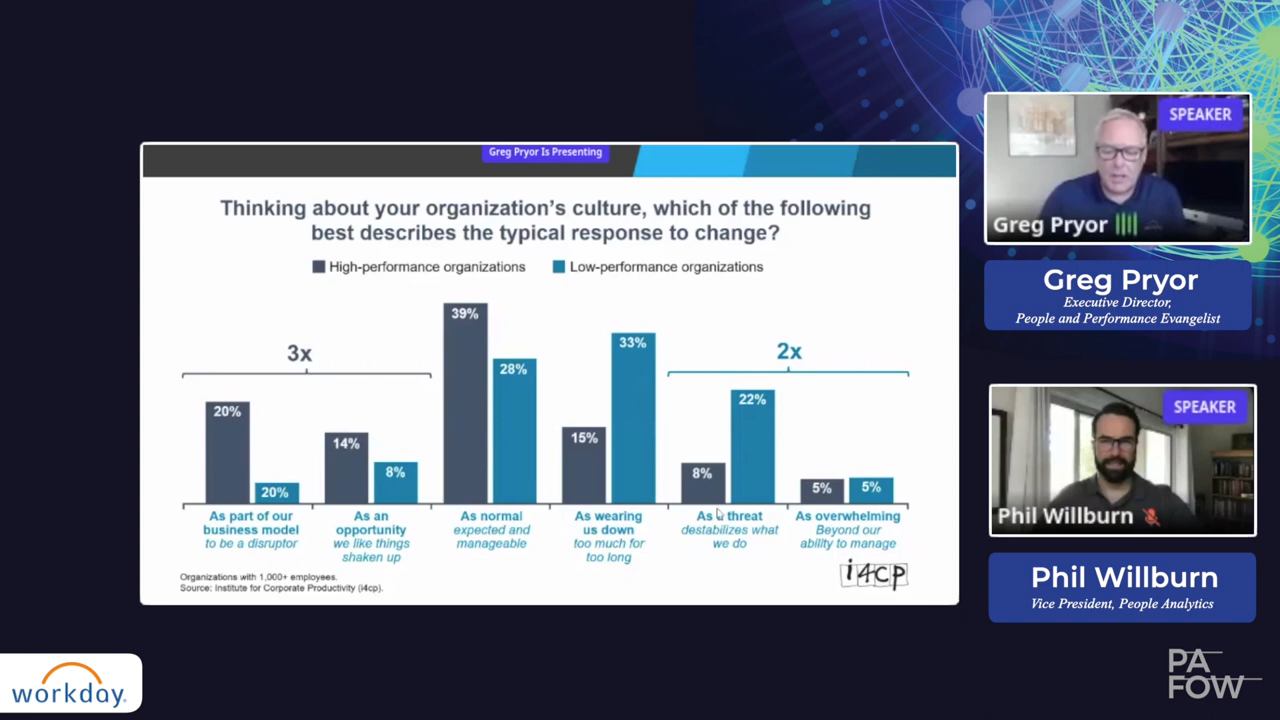 Greg Pryor Is Presenting
Thinking about your organization's culture, which of the following
best describes the typical response to change?
High-performance organizations
Low-performance organizations
3x
2x
20%
20%
14%
8%
39%
28%
15%
33%
8%
22%
5%
5%
As part of our
business model
to be a disruptor
As an
opportunity
we like things
shaken up
As normal
expected and
manageable
As wearing
us down
too much for
too long
As a threat
destabilizes what
we do
As overwhelming
Beyond our
ability to manage
Organizations with 1,000+ employees.
Source: Institute for Corporate Productivity (i4cp).
i4cp
SPEAKER
Greg Pryor
Greg Pryor
Executive Director,
People and Performance Evangelist
SPEAKER
Phil Willburn
Phil Willburn
Vice President, People Analytics
workday.
PA
FOW